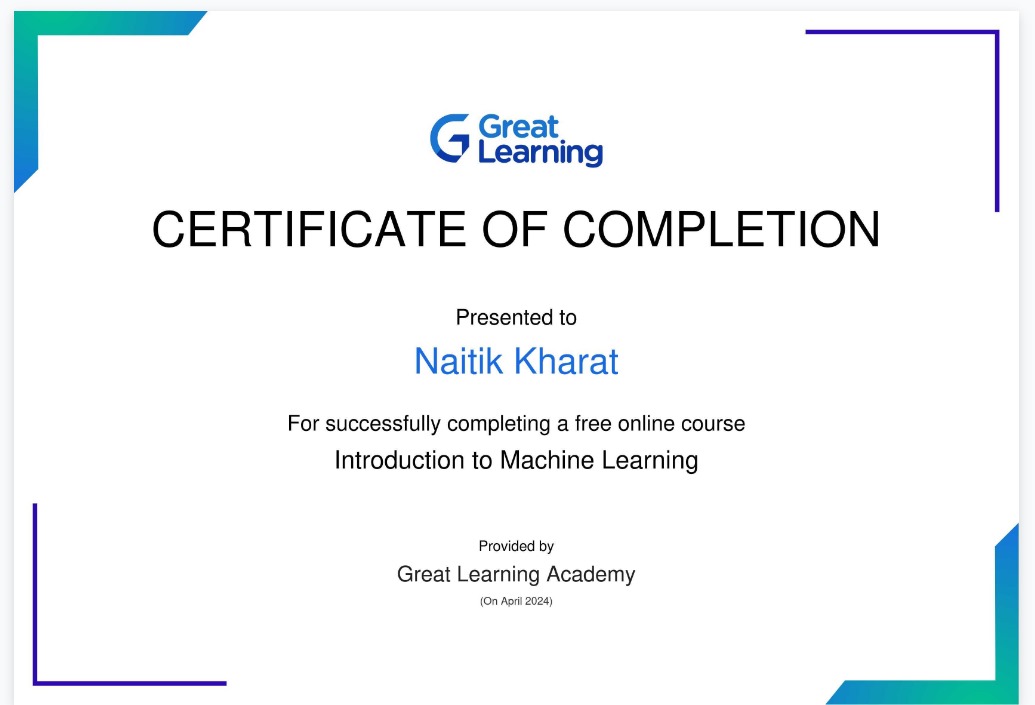 Great
Learning
CERTIFICATE OF COMPLETION
Presented to
Naitik Kharat
For successfully completing a free online course
Introduction to Machine Learning
Provided by
Great Learning Academy
(On April 2024)